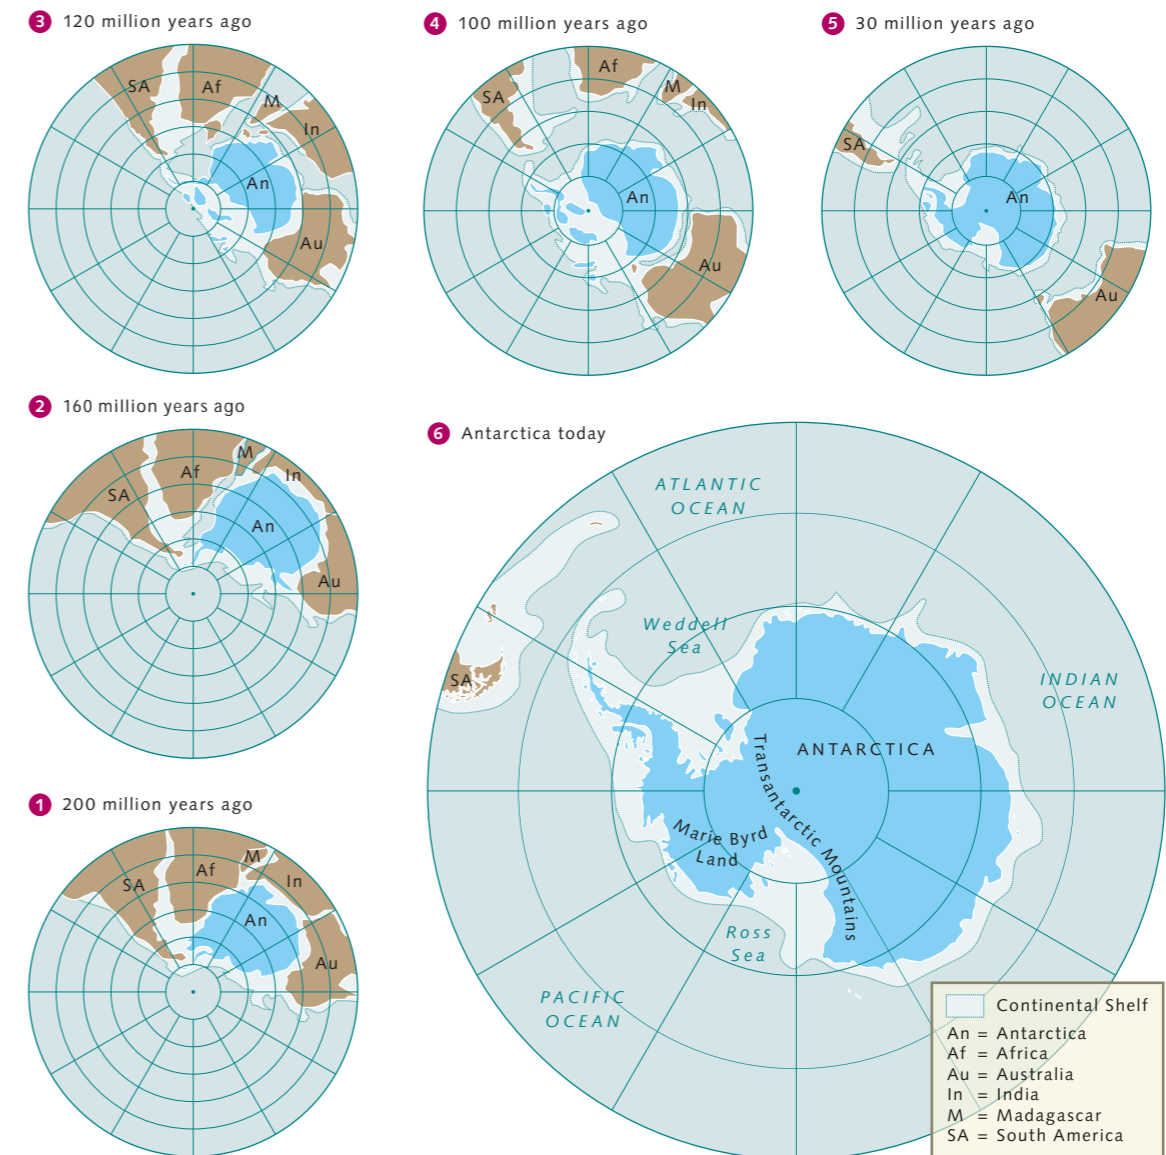 3 120 million years ago
SA
Af
M
In
An
Au
4 100 million years ago
SA
Af
M
In
An
Au
5 30 million years ago
SA
An
Au
2 160 million years ago
SA
Af
M
In
An
Au
1 200 million years ago
SA
Af
M
In
An
Au
6 Antarctica today
ATLANTIC
OCEAN
Weddell
Sea
SA
INDIAN
OCEAN
ANTARCTICA
Transantarctic Mountains
Marie Byrd
Land
Ross
Sea
PACIFIC
OCEAN
Continental Shelf
An = Antarctica
Af = Africa
Au = Australia
In = India
M = Madagascar
SA = South America